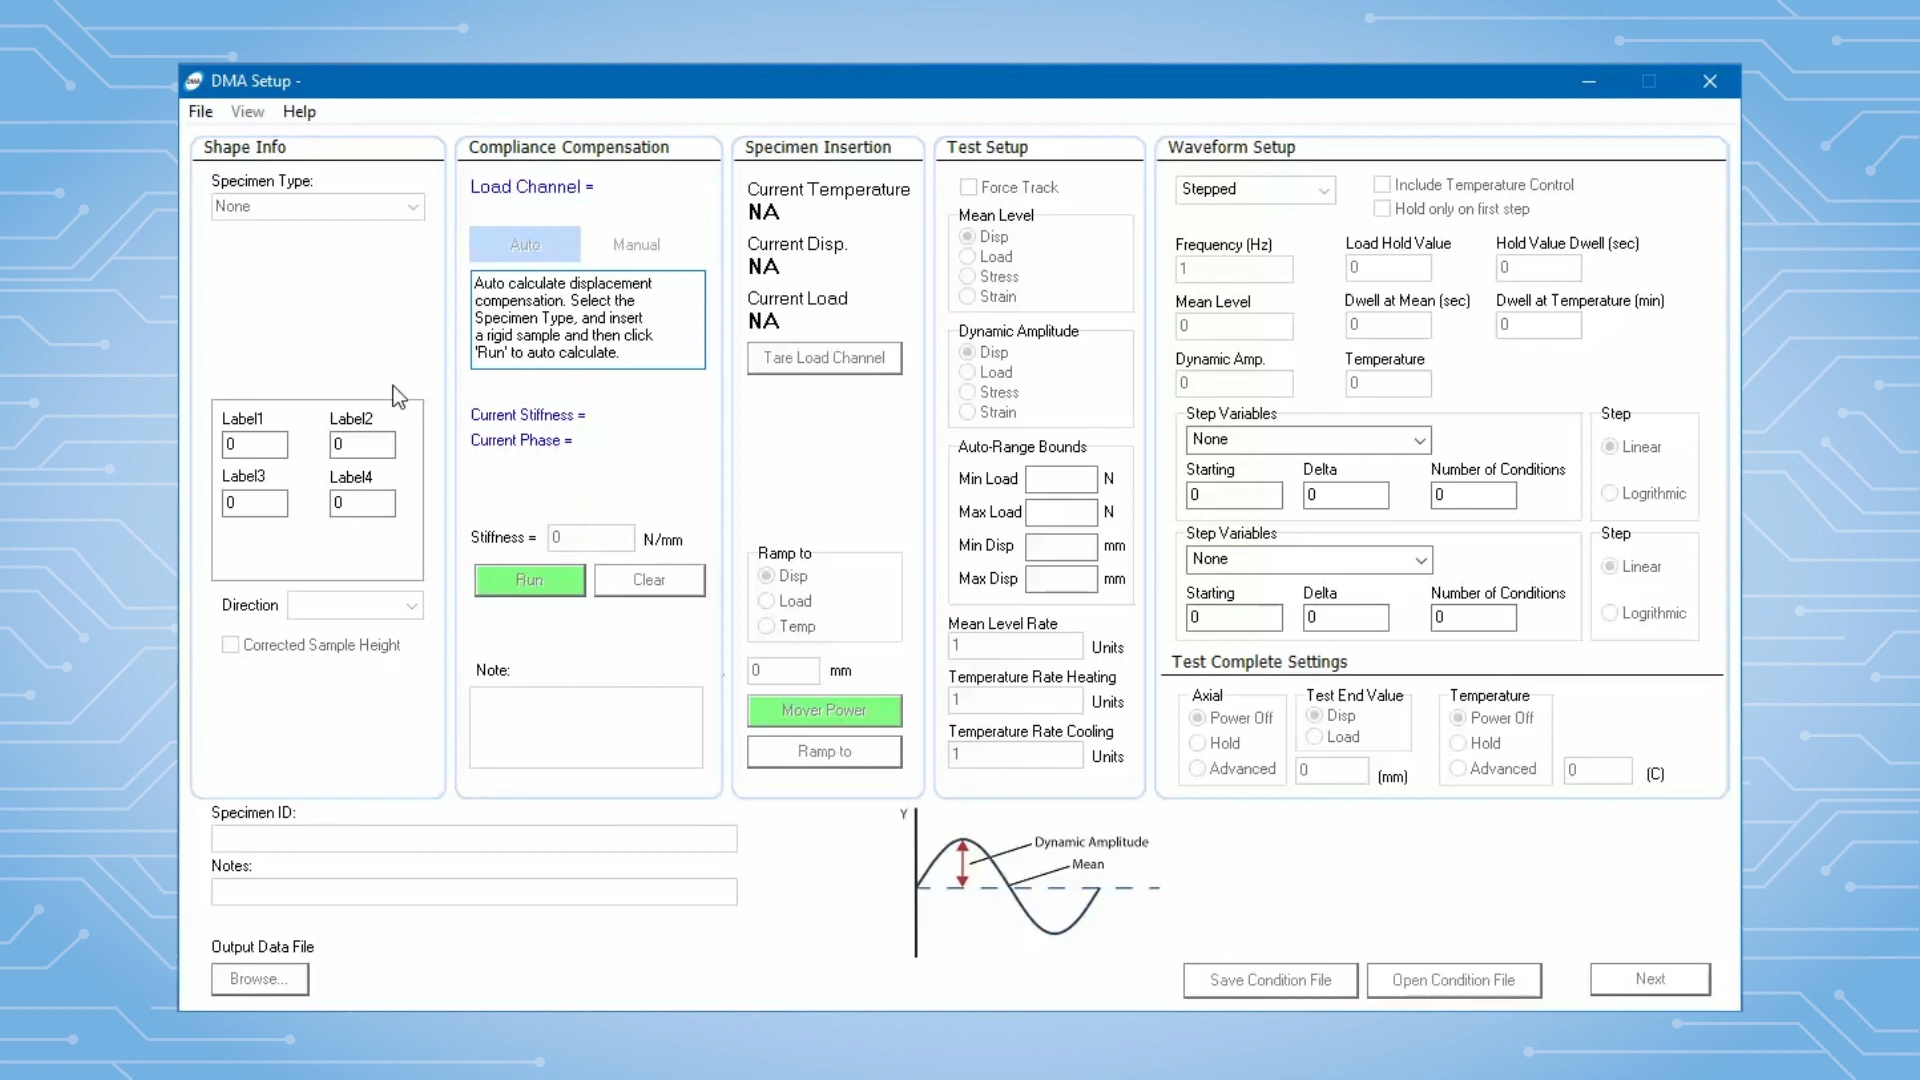 DMA Setup -
File View Help
Shape Info
Specimen Type:
None
Label1 Label2
0 0
Label3 Label4
0 0
Direction
Corrected Sample Height
Compliance Compensation
Load Channel =
Auto Manual
Auto calculate displacement
compensation. Select the
Specimen Type, and insert
a rigid sample and then click
'Run' to auto calculate.
Current Stiffness =
Current Phase =
Stiffness = 0 N/mm
Run Clear
Note:
Specimen Insertion
Current Temperature
NA
Current Disp.
NA
Current Load
NA
Tare Load Channel
Ramp to
Disp
Load
Temp
0 mm
Mover Power
Ramp to
Test Setup
Force Track
Mean Level
Disp
Load
Stress
Strain
Dynamic Amplitude
Disp
Load
Stress
Strain
Auto-Range Bounds
Min Load N
Max Load N
Min Disp mm
Max Disp mm
Mean Level Rate
1 Units
Temperature Rate Heating
1 Units
Temperature Rate Cooling
1 Units
Waveform Setup
Stepped
Include Temperature Control
Hold only on first step
Frequency (Hz) Load Hold Value Hold Value Dwell (sec)
1 0 0
Mean Level Dwell at Mean (sec) Dwell at Temperature (min)
0 0 0
Dynamic Amp. Temperature
0 0
Step Variables
None
Starting Delta Number of Conditions
0 0 0
Step
Linear
Logrithmic
Step Variables
None
Starting Delta Number of Conditions
0 0 0
Step
Linear
Logrithmic
Test Complete Settings
Axial
Power Off
Hold
Advanced
Test End Value
Disp
Load
0 (mm)
Temperature
Power Off
Hold
Advanced
0 (C)
Specimen ID:
Notes:
Output Data File
Browse...
Y
Dynamic Amplitude
Mean
Save Condition File Open Condition File Next